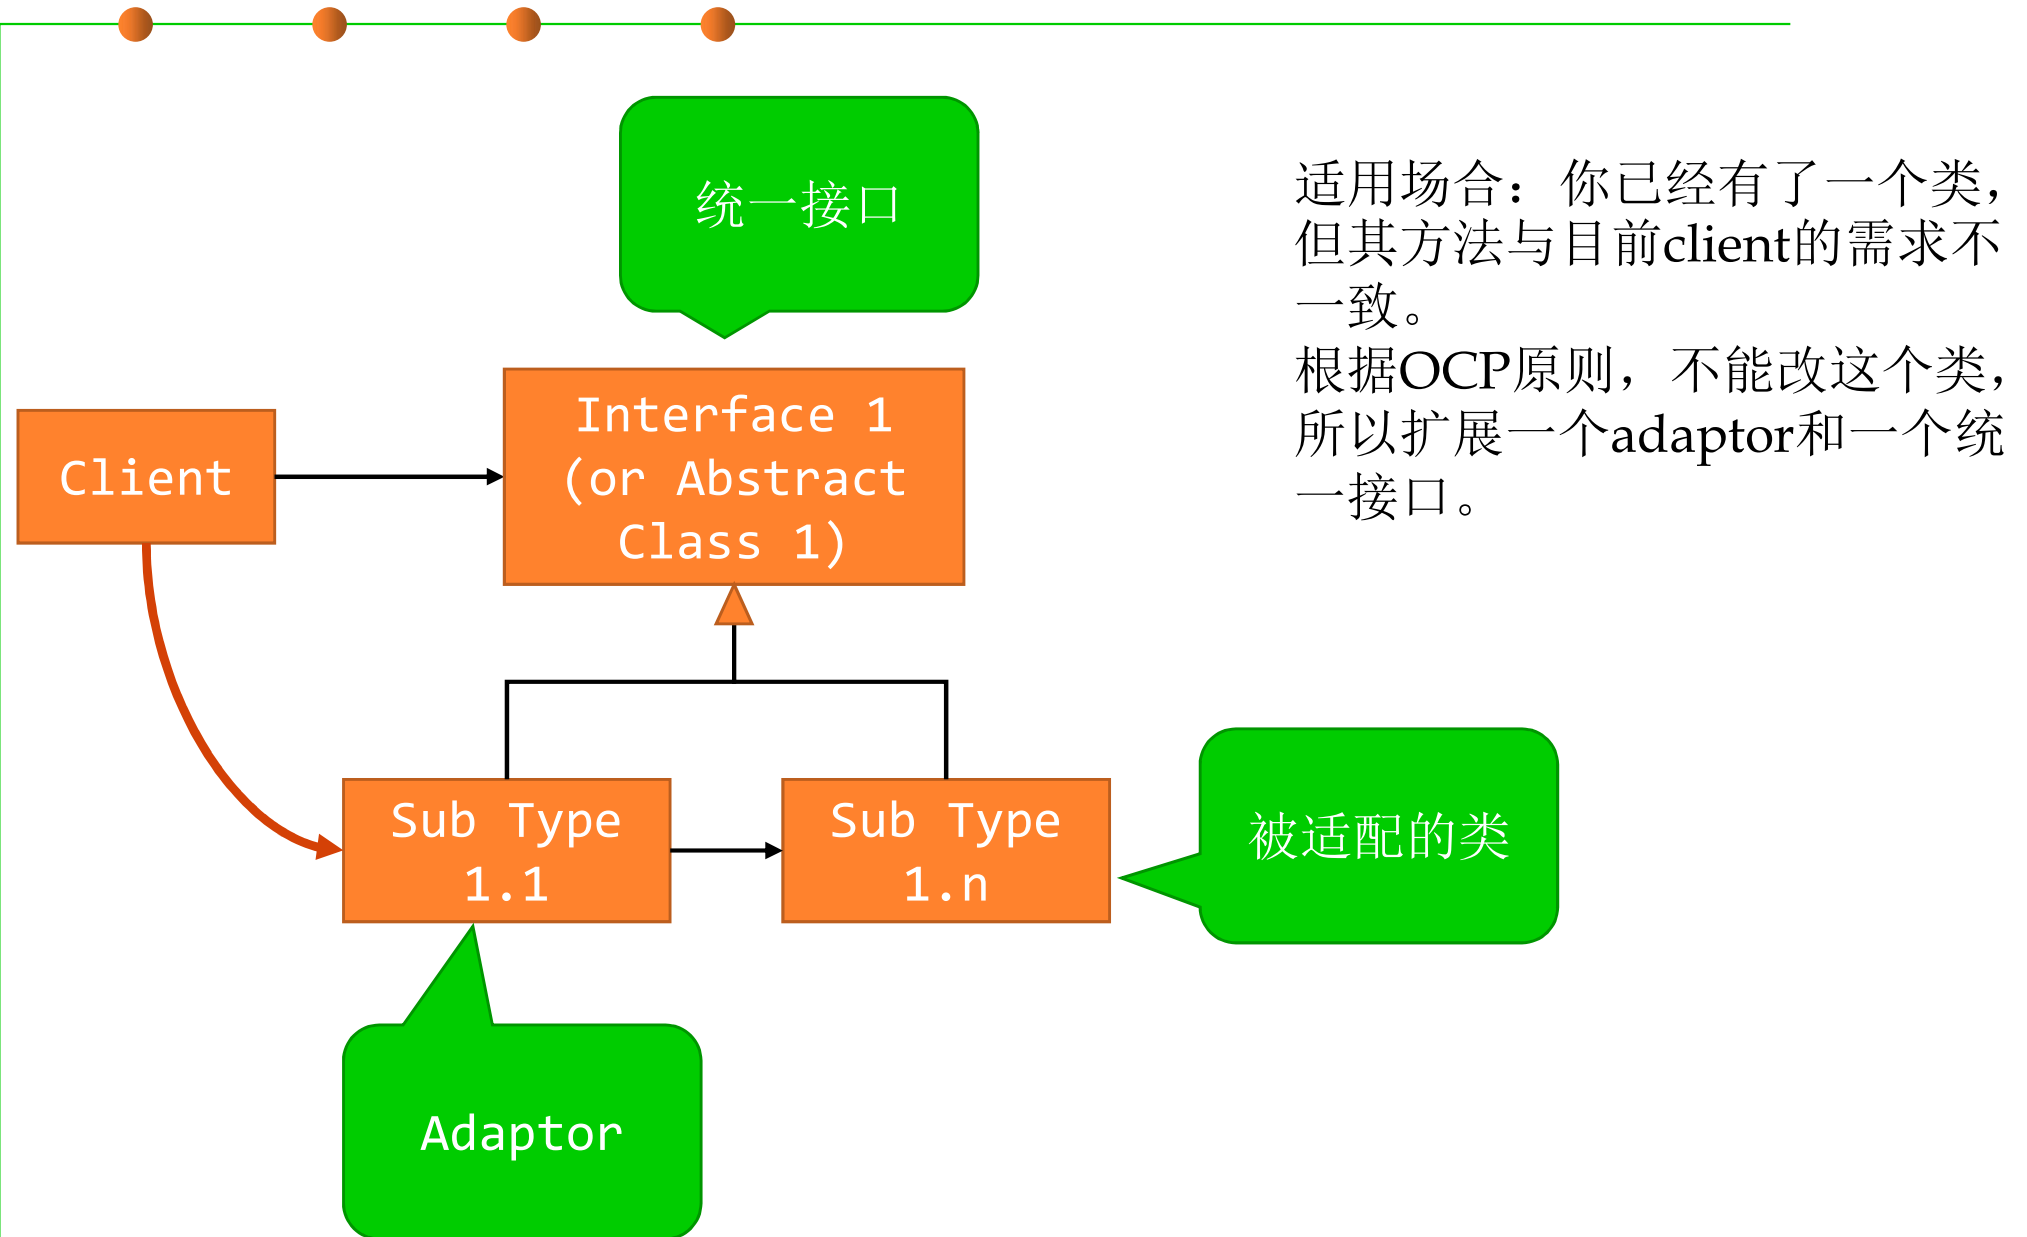 统一接口
适用场合：你已经有了一个类，
但其方法与目前client的需求不
一致。
根据OCP原则，不能改这个类，
所以扩展一个adaptor和一个统
一接口。
Client
Interface 1
(or Abstract
Class 1)
Sub Type
1.1
Sub Type
1.n
被适配的类
Adaptor